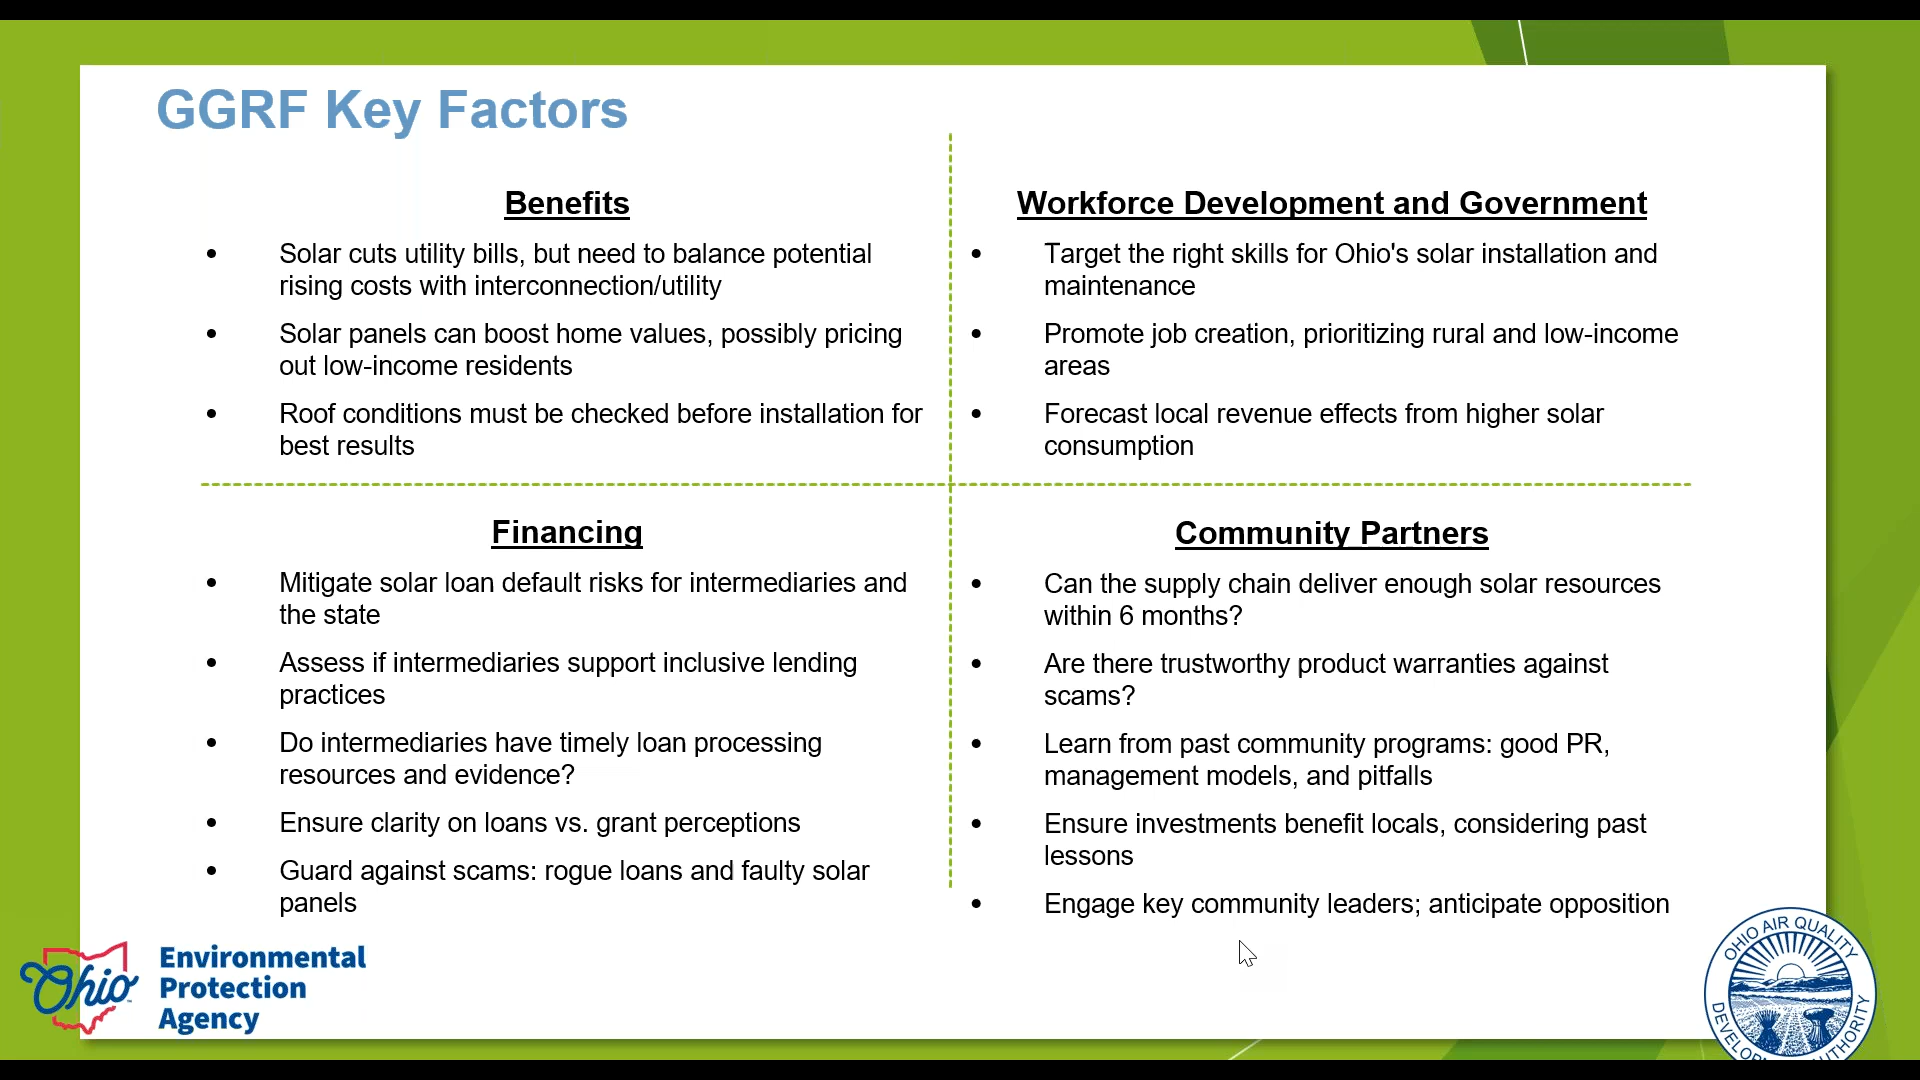 GGRF Key Factors
Benefits
Solar cuts utility bills, but need to balance potential
rising costs with interconnection/utility
Solar panels can boost home values, possibly pricing
out low-income residents
Roof conditions must be checked before installation for
best results
Workforce Development and Government
Target the right skills for Ohio's solar installation and
maintenance
Promote job creation, prioritizing rural and low-income
areas
Forecast local revenue effects from higher solar
consumption
Financing
Mitigate solar loan default risks for intermediaries and
the state
Assess if intermediaries support inclusive lending
practices
Do intermediaries have timely loan processing
resources and evidence?
Ensure clarity on loans vs. grant perceptions
Guard against scams: rogue loans and faulty solar
panels
Community Partners
Can the supply chain deliver enough solar resources
within 6 months?
Are there trustworthy product warranties against
scams?
Learn from past community programs: good PR,
management models, and pitfalls
Ensure investments benefit locals, considering past
lessons
Engage key community leaders; anticipate opposition
Ohio
Environmental
Protection
Agency
OHIO AIR QUALITY